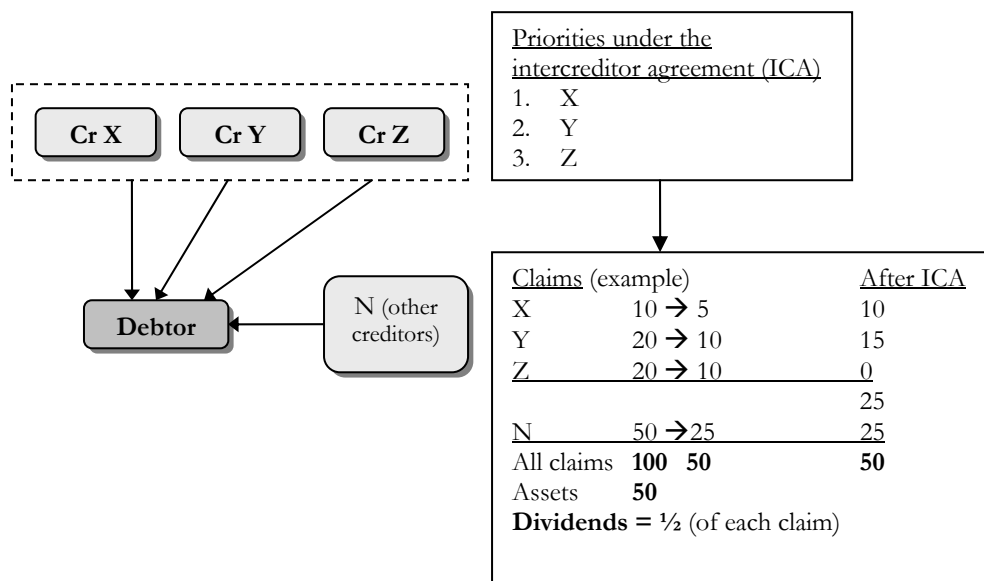 Priorities under the
intercreditor agreement (ICA)
1. X
2. Y
3. Z
Cr X Cr Y Cr Z
Debtor
N (other
creditors)
Claims (example) After ICA
X 10 → 5 10
Y 20 → 10 15
Z 20 → 10 0
25
N 50 → 25 25
All claims 100 50 50
Assets 50
Dividends = ½ (of each claim)